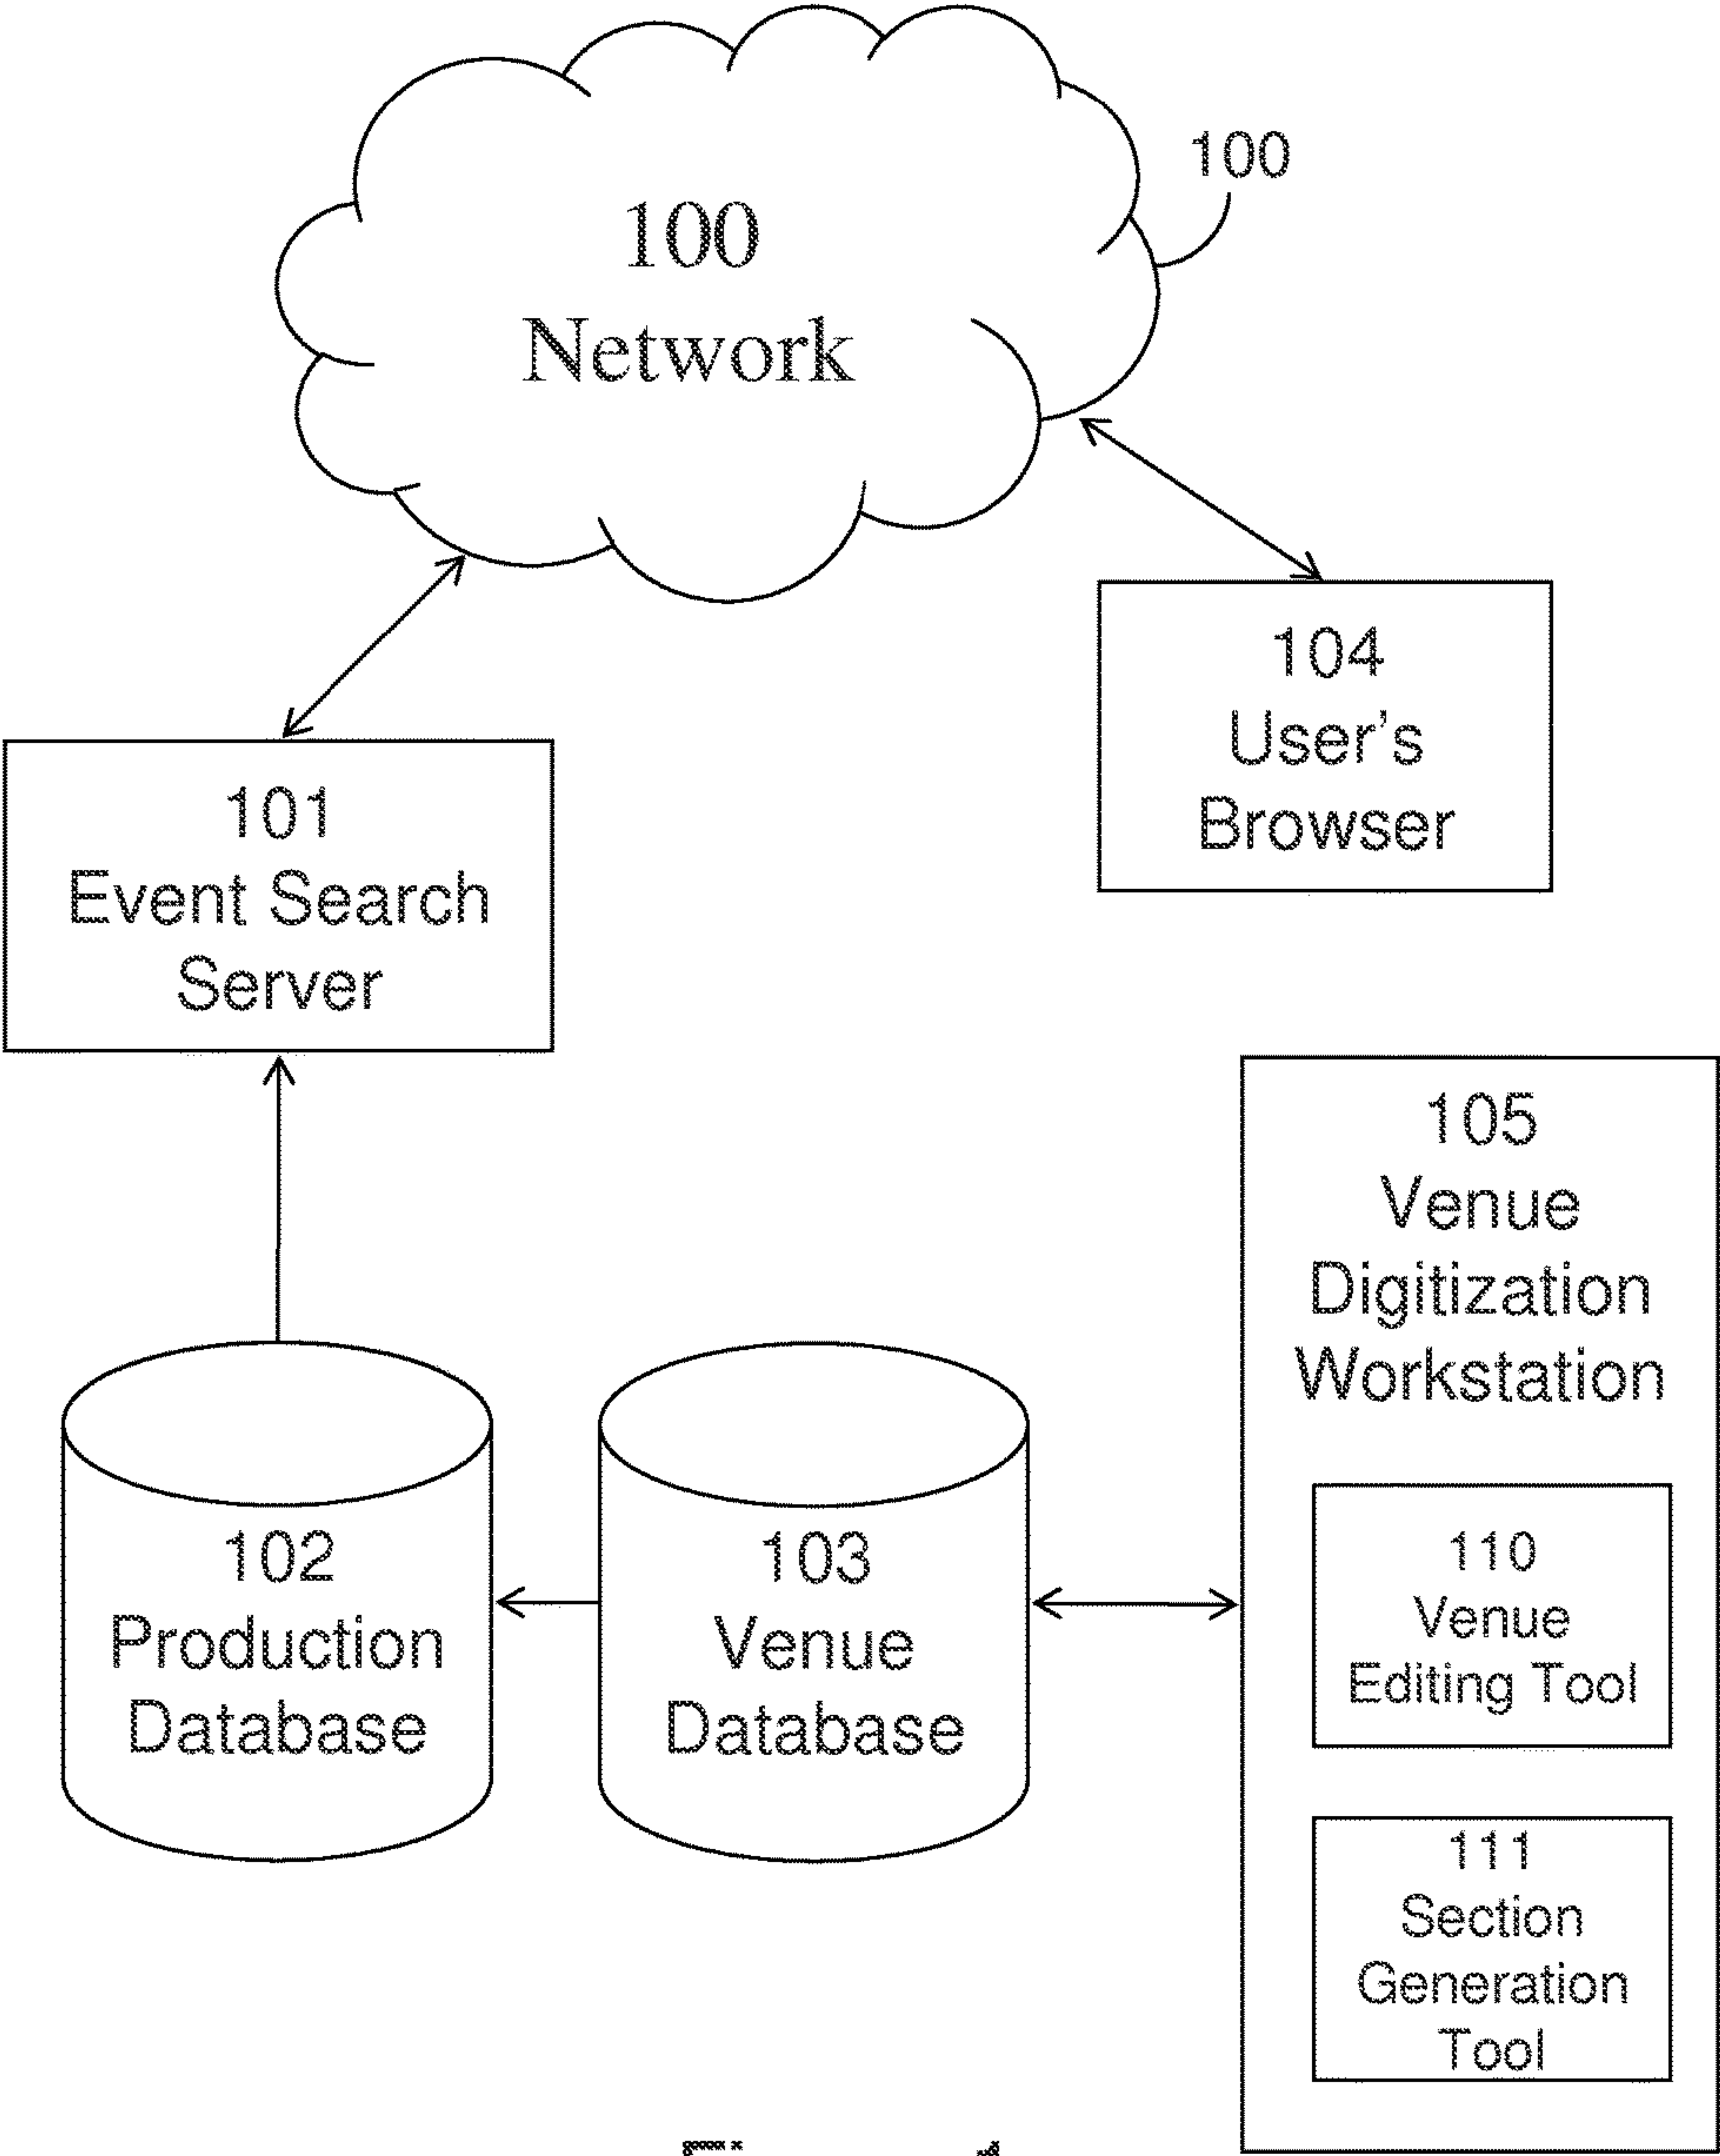 100
100
Network
104
User's
Browser
101
Event Search
Server
105
Venue
Digitization
Workstation
102
Production
Database
103
Venue
Database
110
Venue
Editing Tool
111
Section
Generation
Tool